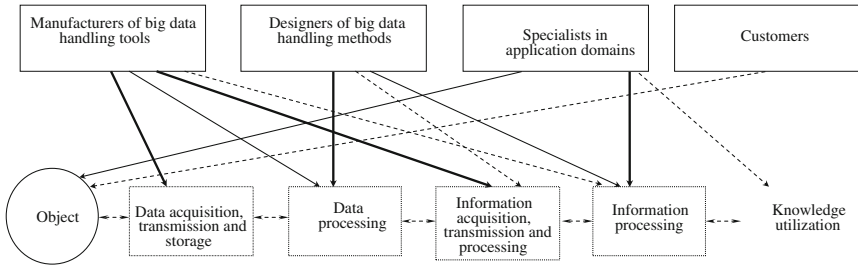 Manufacturers of big data
handling tools
Designers of big data
handling methods
Specialists in
application domains
Customers
Object
Data acquisition,
transmission and
storage
Data
processing
Information
acquisition,
transmission and
processing
Information
processing
Knowledge
utilization